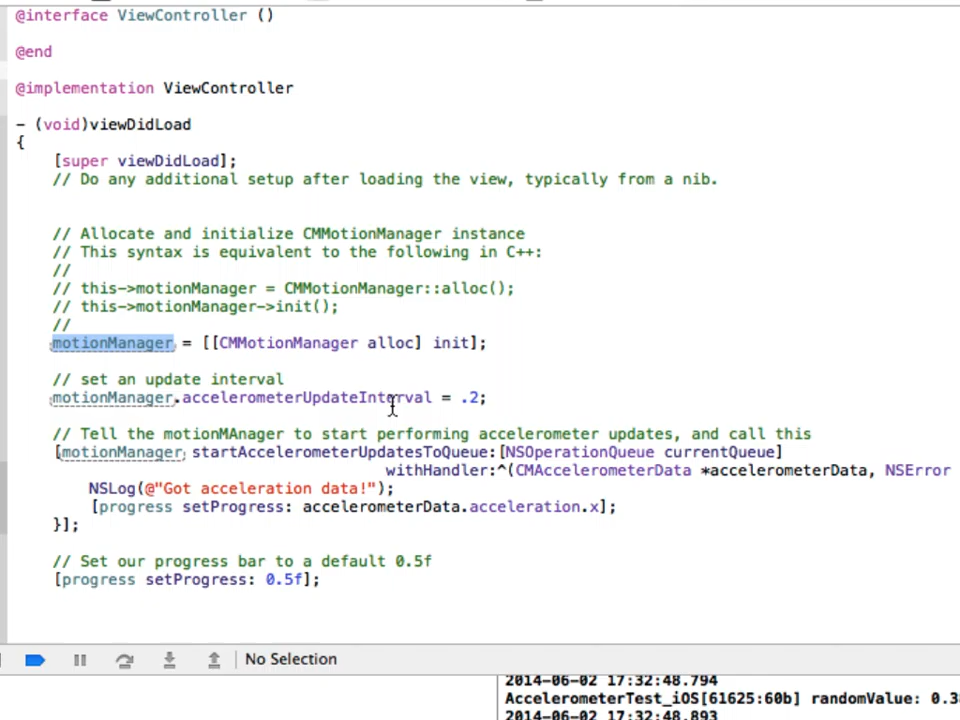 @interface ViewController ()
@end
@implementation ViewController
- (void)viewDidLoad
{
[super viewDidLoad];
// Do any additional setup after loading the view, typically from a nib.
// Allocate and initialize CMMotionManager instance
// This syntax is equivalent to the following in C++:
//
// this->motionManager = CMMotionManager::alloc();
// this->motionManager->init();
//
motionManager = [[CMMotionManager alloc] init];
// set an update interval
motionManager.accelerometerUpdateInterval = .2;
// Tell the motionMAnager to start performing accelerometer updates, and call this
[motionManager startAccelerometerUpdatesToQueue:[NSOperationQueue currentQueue]
withHandler:^(CMAccelerometerData *accelerometerData, NSError
NSLog(@"Got acceleration data!");
[progress setProgress: accelerometerData.acceleration.x];
}];
// Set our progress bar to a default 0.5f
[progress setProgress: 0.5f];
No Selection
2014-06-02 17:32:48.794
AccelerometerTest_iOS[61625:60b] randomValue: 0.3
2014-06-02 17:32:48.893